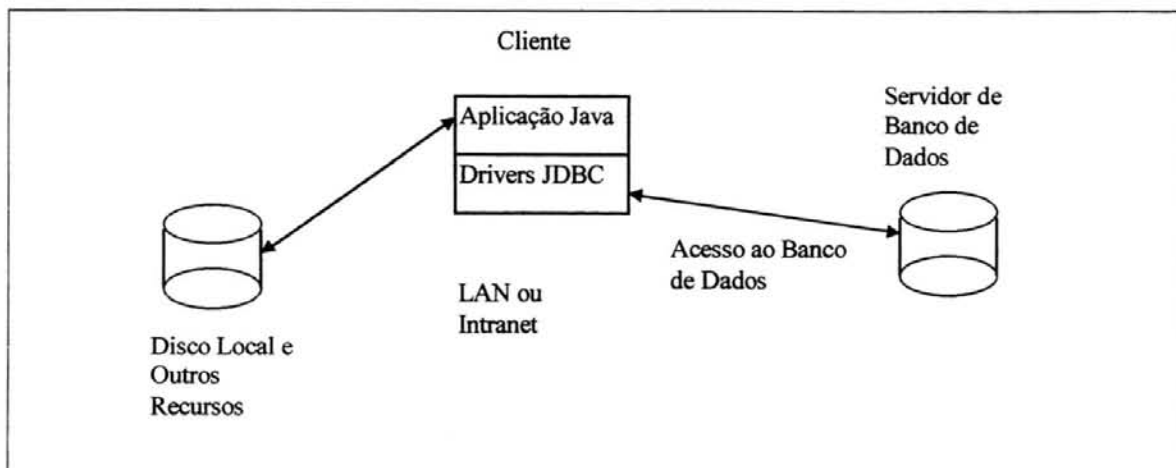 Cliente
Aplicação Java
Drivers JDBC
Servidor de
Banco de
Dados
Acesso ao Banco
de Dados
LAN ou
Intranet
Disco Local e
Outros
Recursos